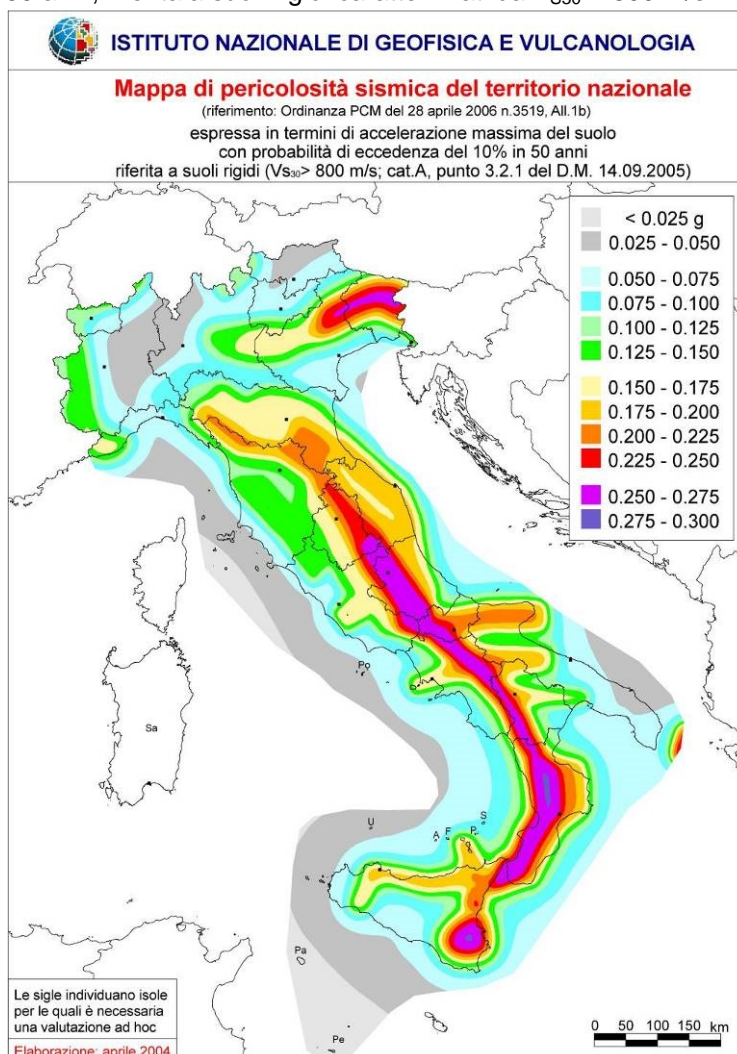 ISTITUTO NAZIONALE DI GEOFISICA E VULCANOLOGIA
Mappa di pericolosità sismica del territorio nazionale
(riferimento: Ordinanza PCM del 28 aprile 2006 n.3519, All.1b)
espressa in termini di accelerazione massima del suolo
con probabilità di eccedenza del 10% in 50 anni
riferita a suoli rigidi (Vs₃₀> 800 m/s; cat.A, punto 3.2.1 del D.M. 14.09.2005)
< 0.025 g
0.025 - 0.050
0.050 - 0.075
0.075 - 0.100
0.100 - 0.125
0.125 - 0.150
0.150 - 0.175
0.175 - 0.200
0.200 - 0.225
0.225 - 0.250
0.250 - 0.275
0.275 - 0.300
Po
Sa
U
S
A F P
Pa
Pe
Le sigle individuano isole
per le quali è necessaria
una valutazione ad hoc
Elaborazione: aprile 2004
0 50 100 150 km